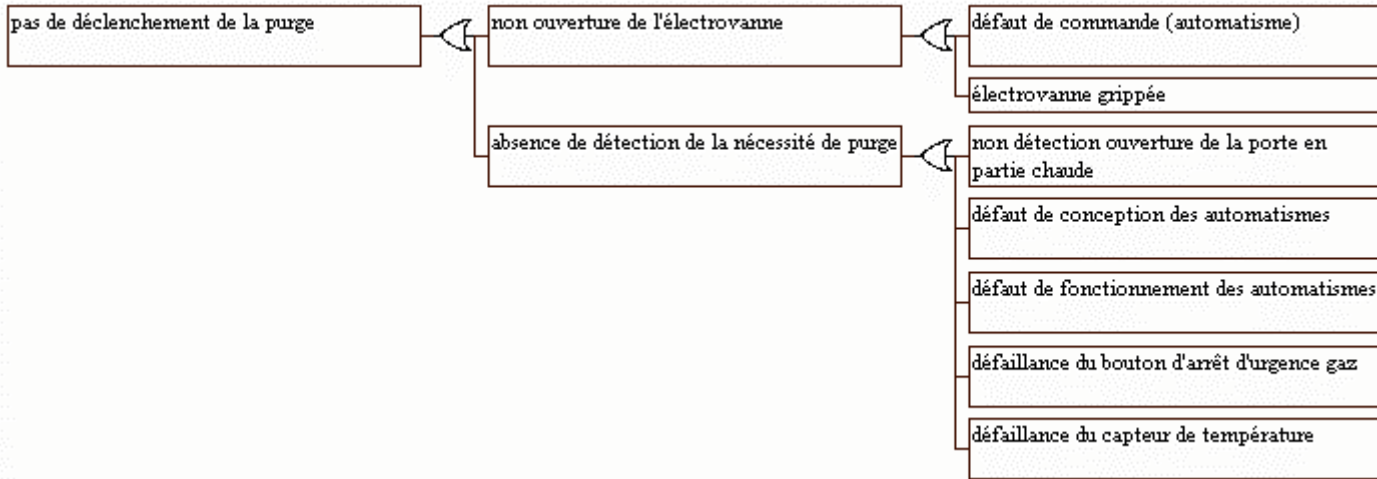 pas de déclenchement de la purge
non ouverture de l'électrovanne
défaut de commande (automatisme)
électrovanne grippée
absence de détection de la nécessité de purge
non détection ouverture de la porte en
partie chaude
défaut de conception des automatismes
défaut de fonctionnement des automatismes
défaillance du bouton d'arrêt d'urgence gaz
défaillance du capteur de température